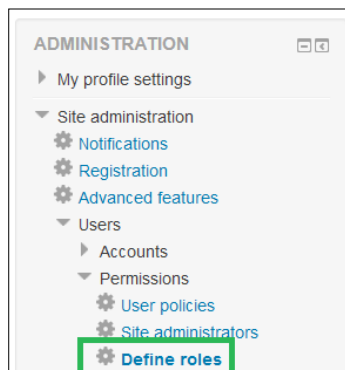 ADMINISTRATION
My profile settings
Site administration
Notifications
Registration
Advanced features
Users
Accounts
Permissions
User policies
Site administrators
Define roles